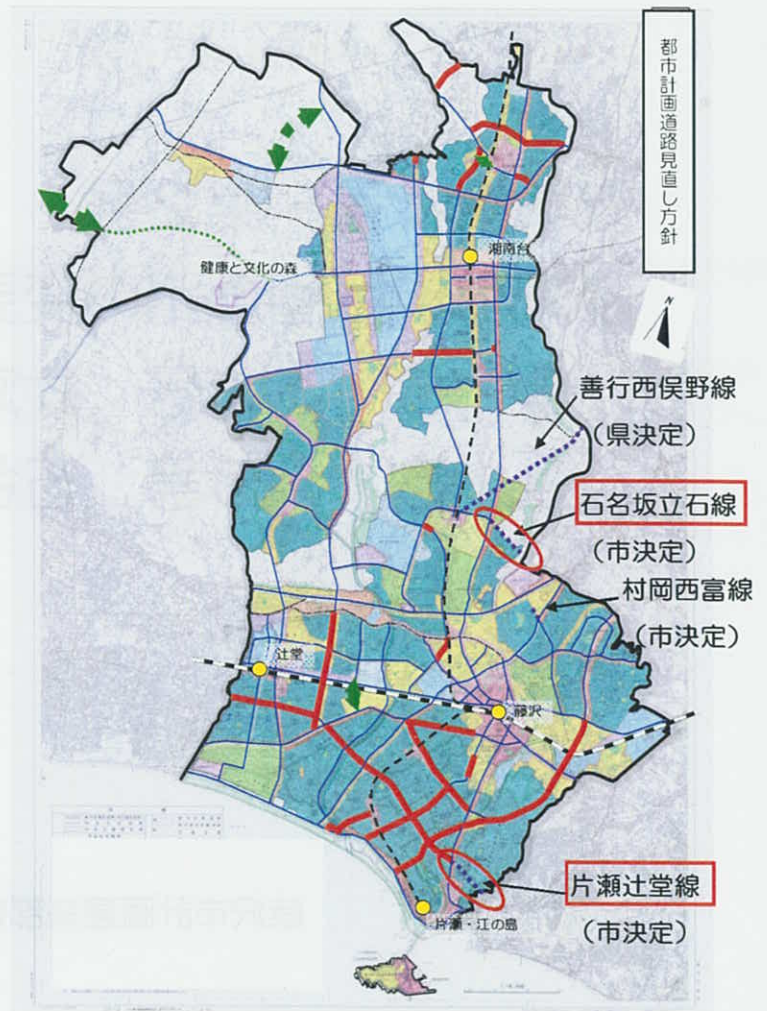 都市計画道路見直し方針
湘南台
健康と文化の森
N
善行西俣野線
(県決定)
石名坂立石線
(市決定)
村岡西富線
(市決定)
辻堂
藤沢
片瀬辻堂線
(市決定)
片瀬・江の島